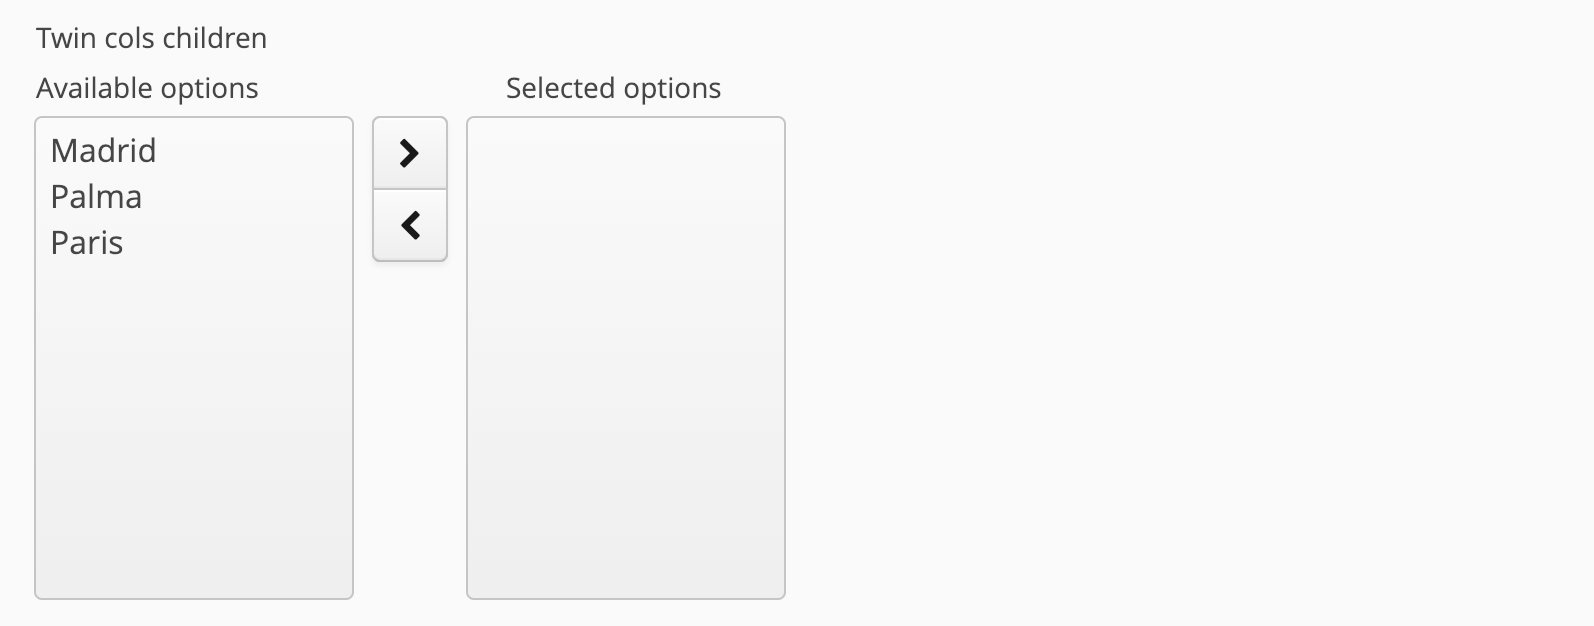 Twin cols children
Available options
Selected options
Madrid
Palma
Paris